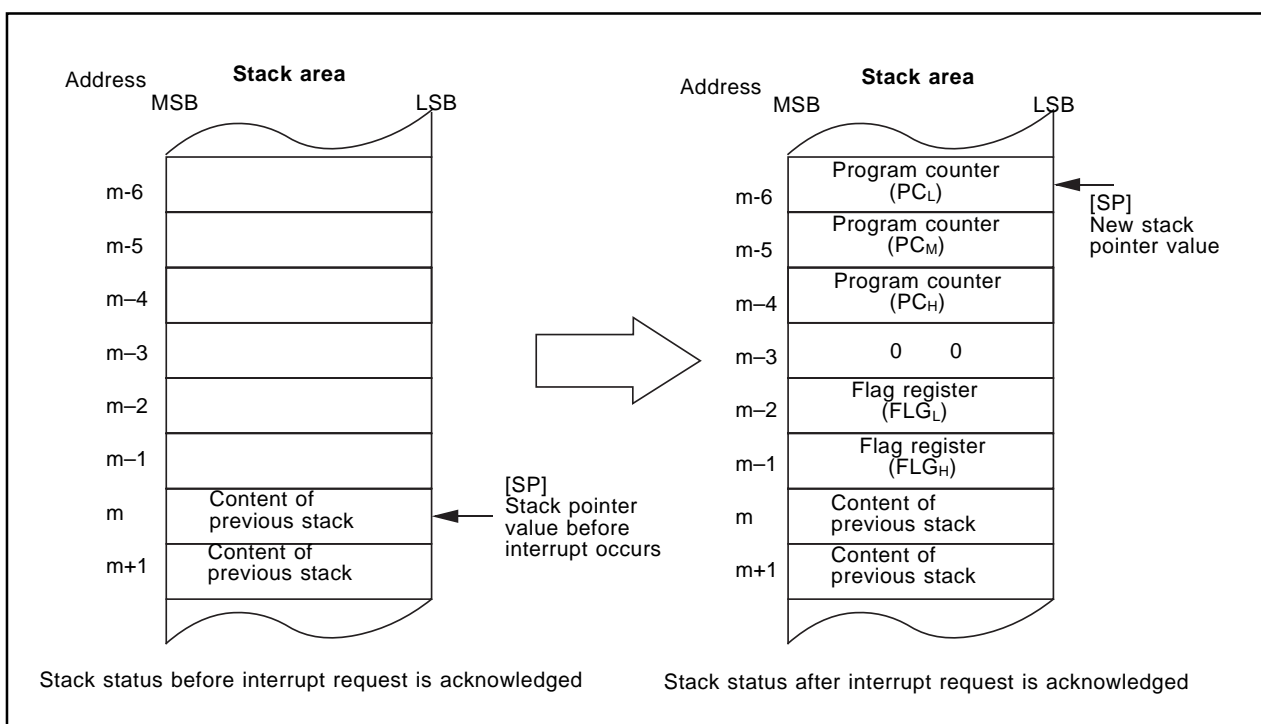 Address
Stack area
MSB
LSB
m-6
m-5
m–4
m–3
m–2
m–1
m
Content of
previous stack
m+1
Content of
previous stack
[SP]
Stack pointer
value before
interrupt occurs
Stack status before interrupt request is acknowledged
Address
Stack area
MSB
LSB
m-6
Program counter
(PCL)
m-5
Program counter
(PCM)
m–4
Program counter
(PCH)
m–3
0 0
m–2
Flag register
(FLGL)
m–1
Flag register
(FLGH)
m
Content of
previous stack
m+1
Content of
previous stack
[SP]
New stack
pointer value
Stack status after interrupt request is acknowledged